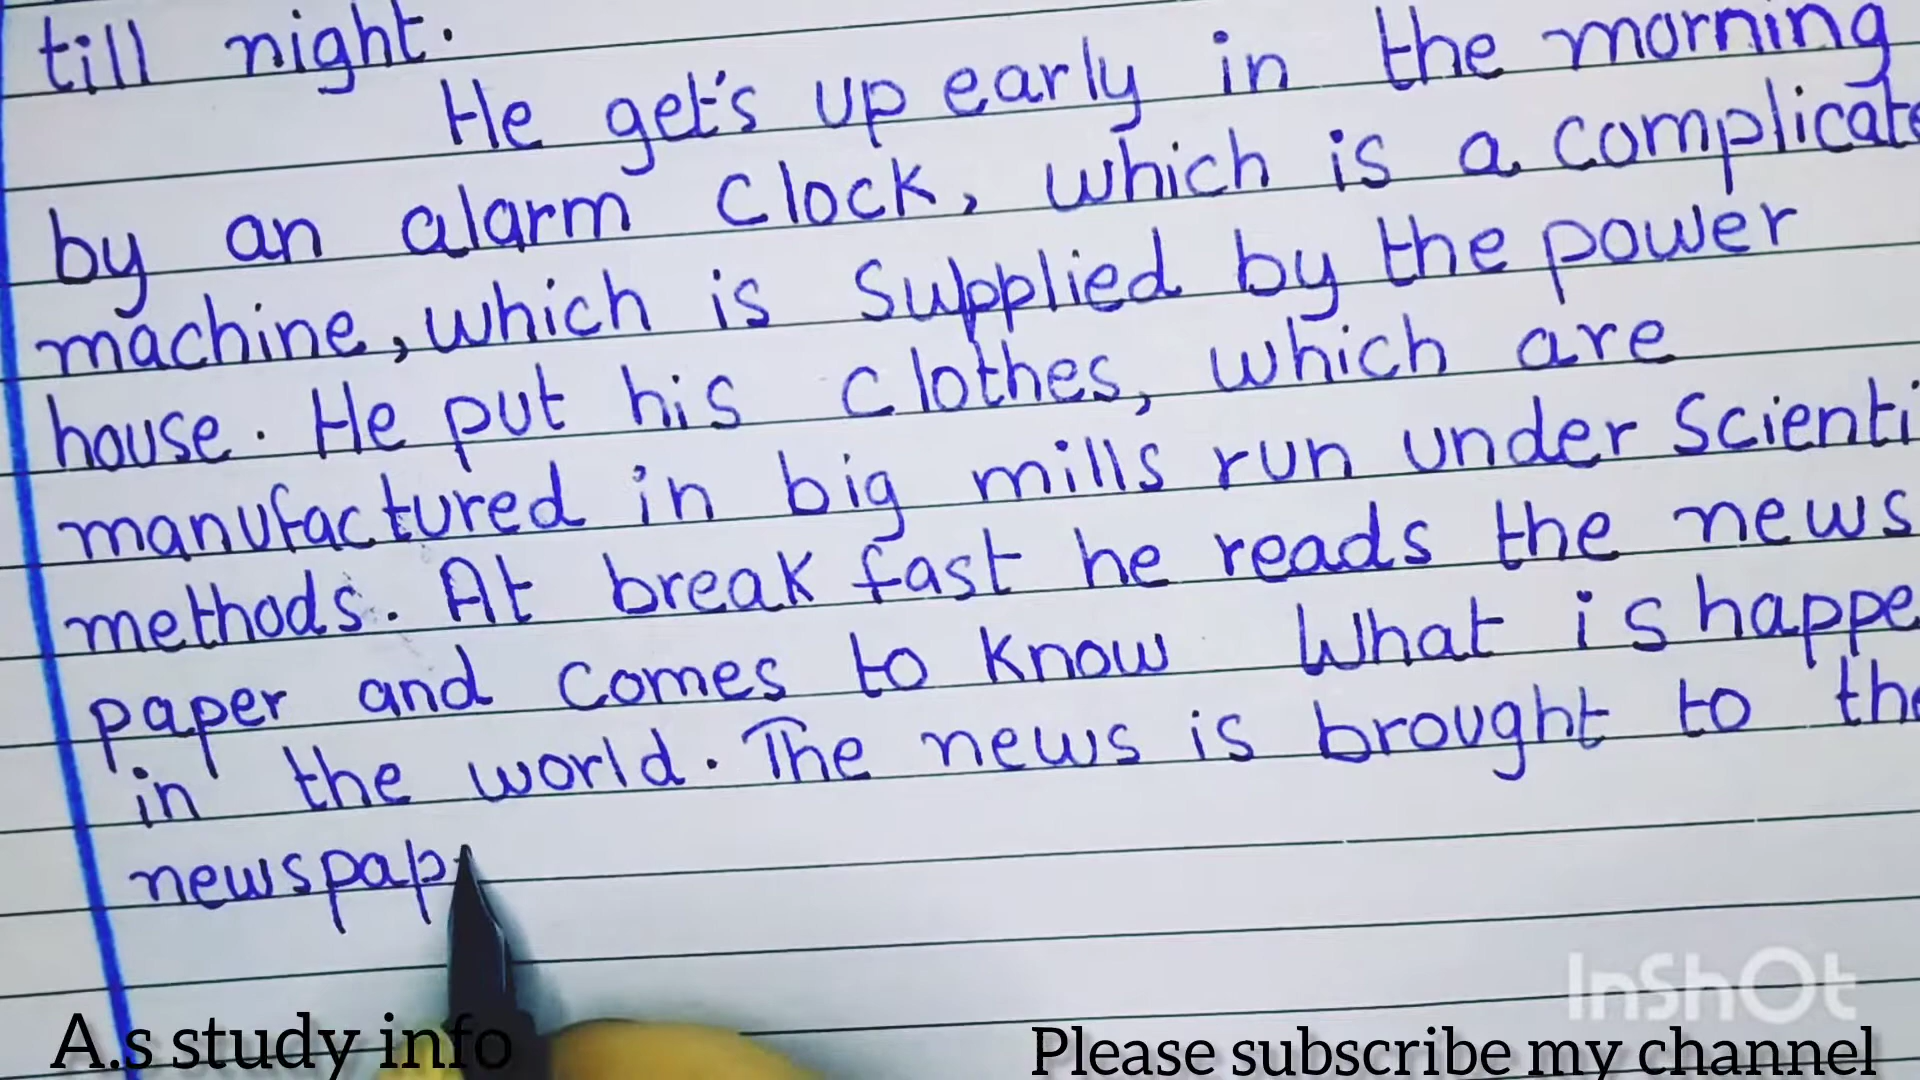 till night.
He get's up early in the morning
by an alarm clock, which is a complicate
machine, which is supplied by the power
house. He put his clothes, which are
manufactured in big mills run under scienti
methods. At break fast he reads the news
paper and comes to know What is happe
in the world. The news is brought to the
newspap
InShOt
A.s study info
Please subscribe my channel